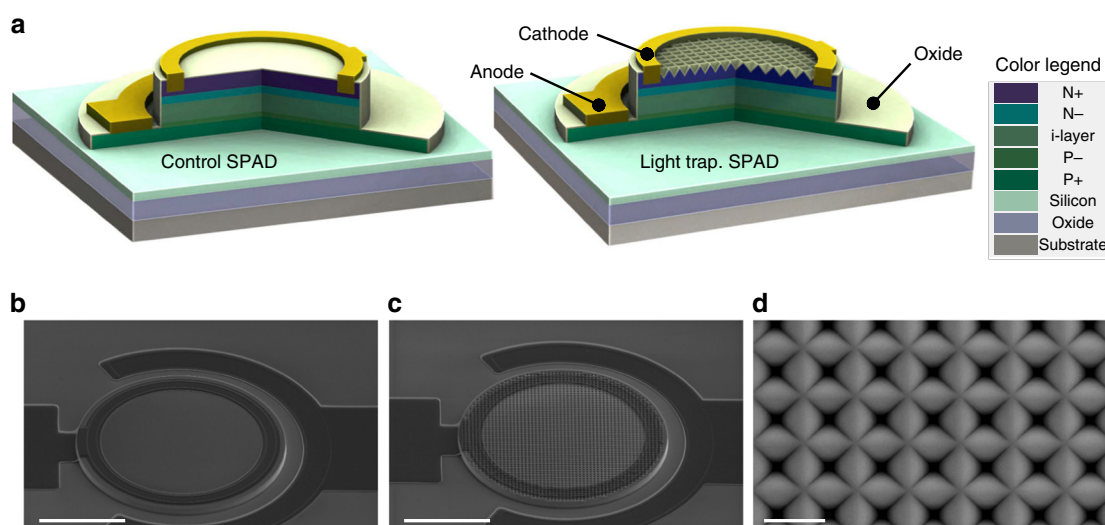 a
Cathode
Anode
Oxide
Control SPAD
Light trap. SPAD
Color legend
N+
N–
i-layer
P–
P+
Silicon
Oxide
Substrate
b
c
d